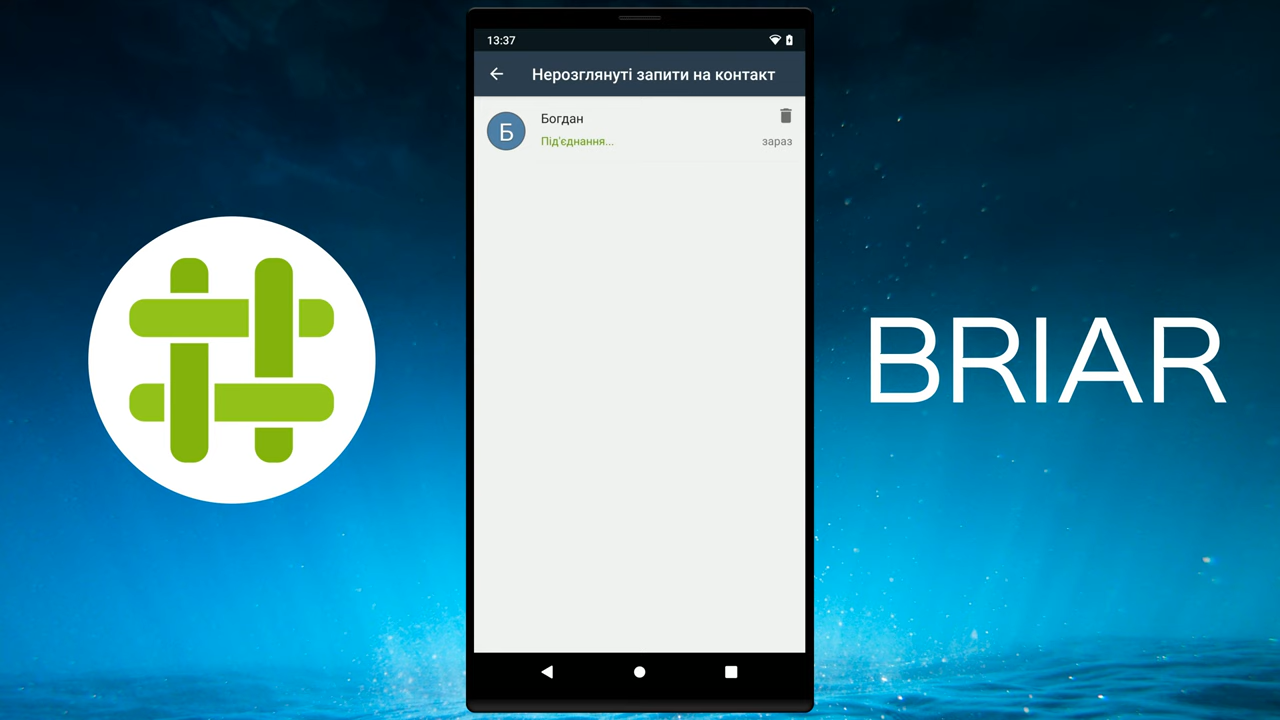 13:37
Нерозглянуті запити на контакт
Б
Богдан
Під'єднання...
зараз
BRIAR